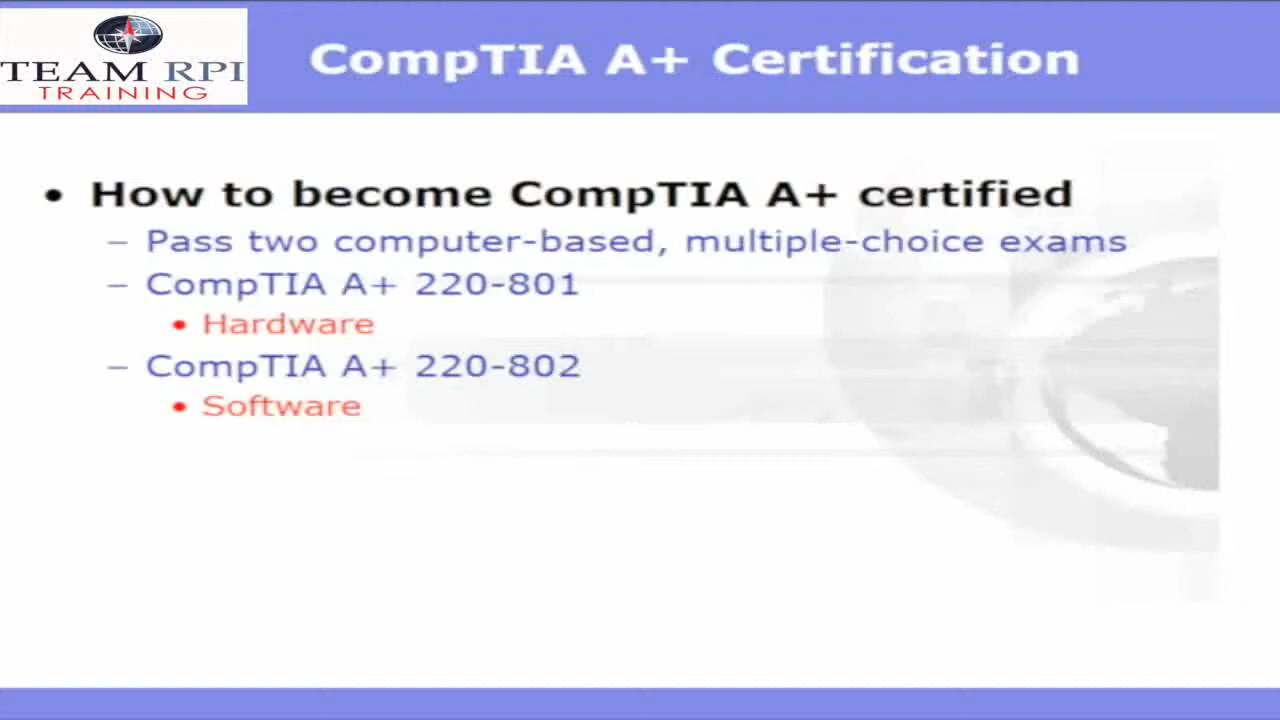 TEAM RPI
TRAINING
CompTIA A+ Certification
• How to become CompTIA A+ certified
– Pass two computer-based, multiple-choice exams
– CompTIA A+ 220-801
• Hardware
– CompTIA A+ 220-802
• Software